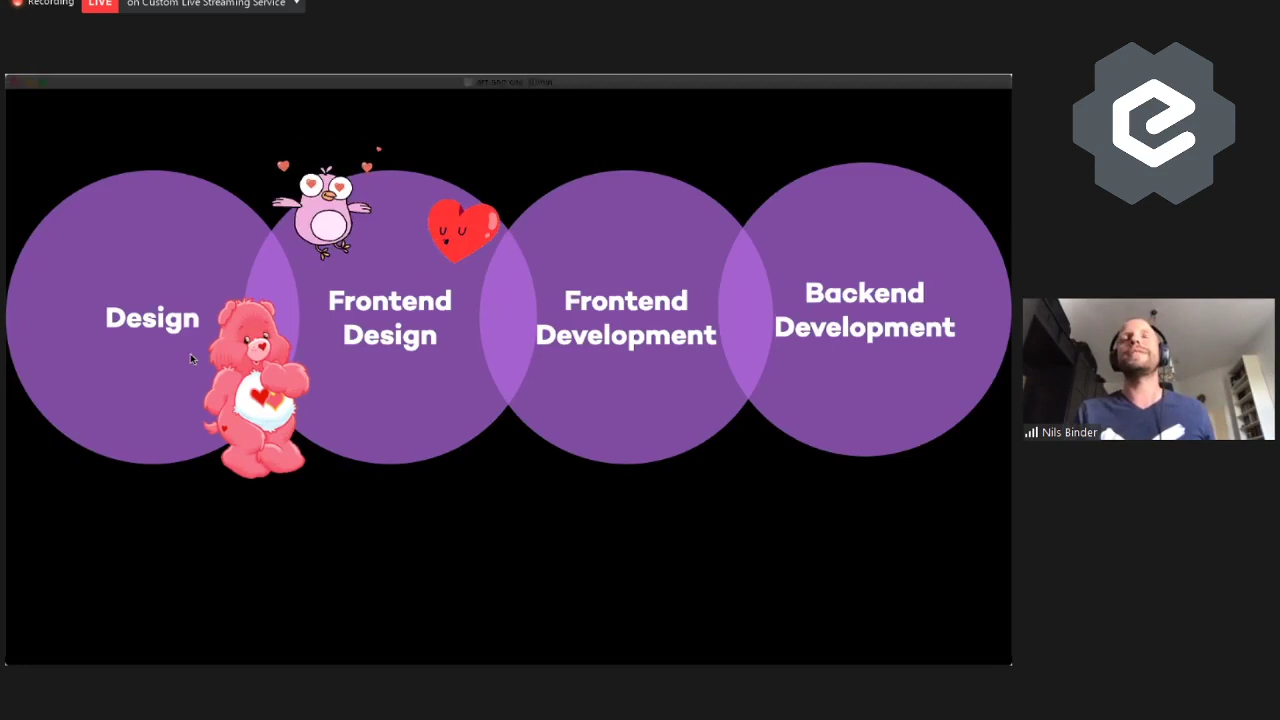 Recording
LIVE
on Custom Live Streaming Service
Design
Frontend
Design
Frontend
Development
Backend
Development
Nils Binder